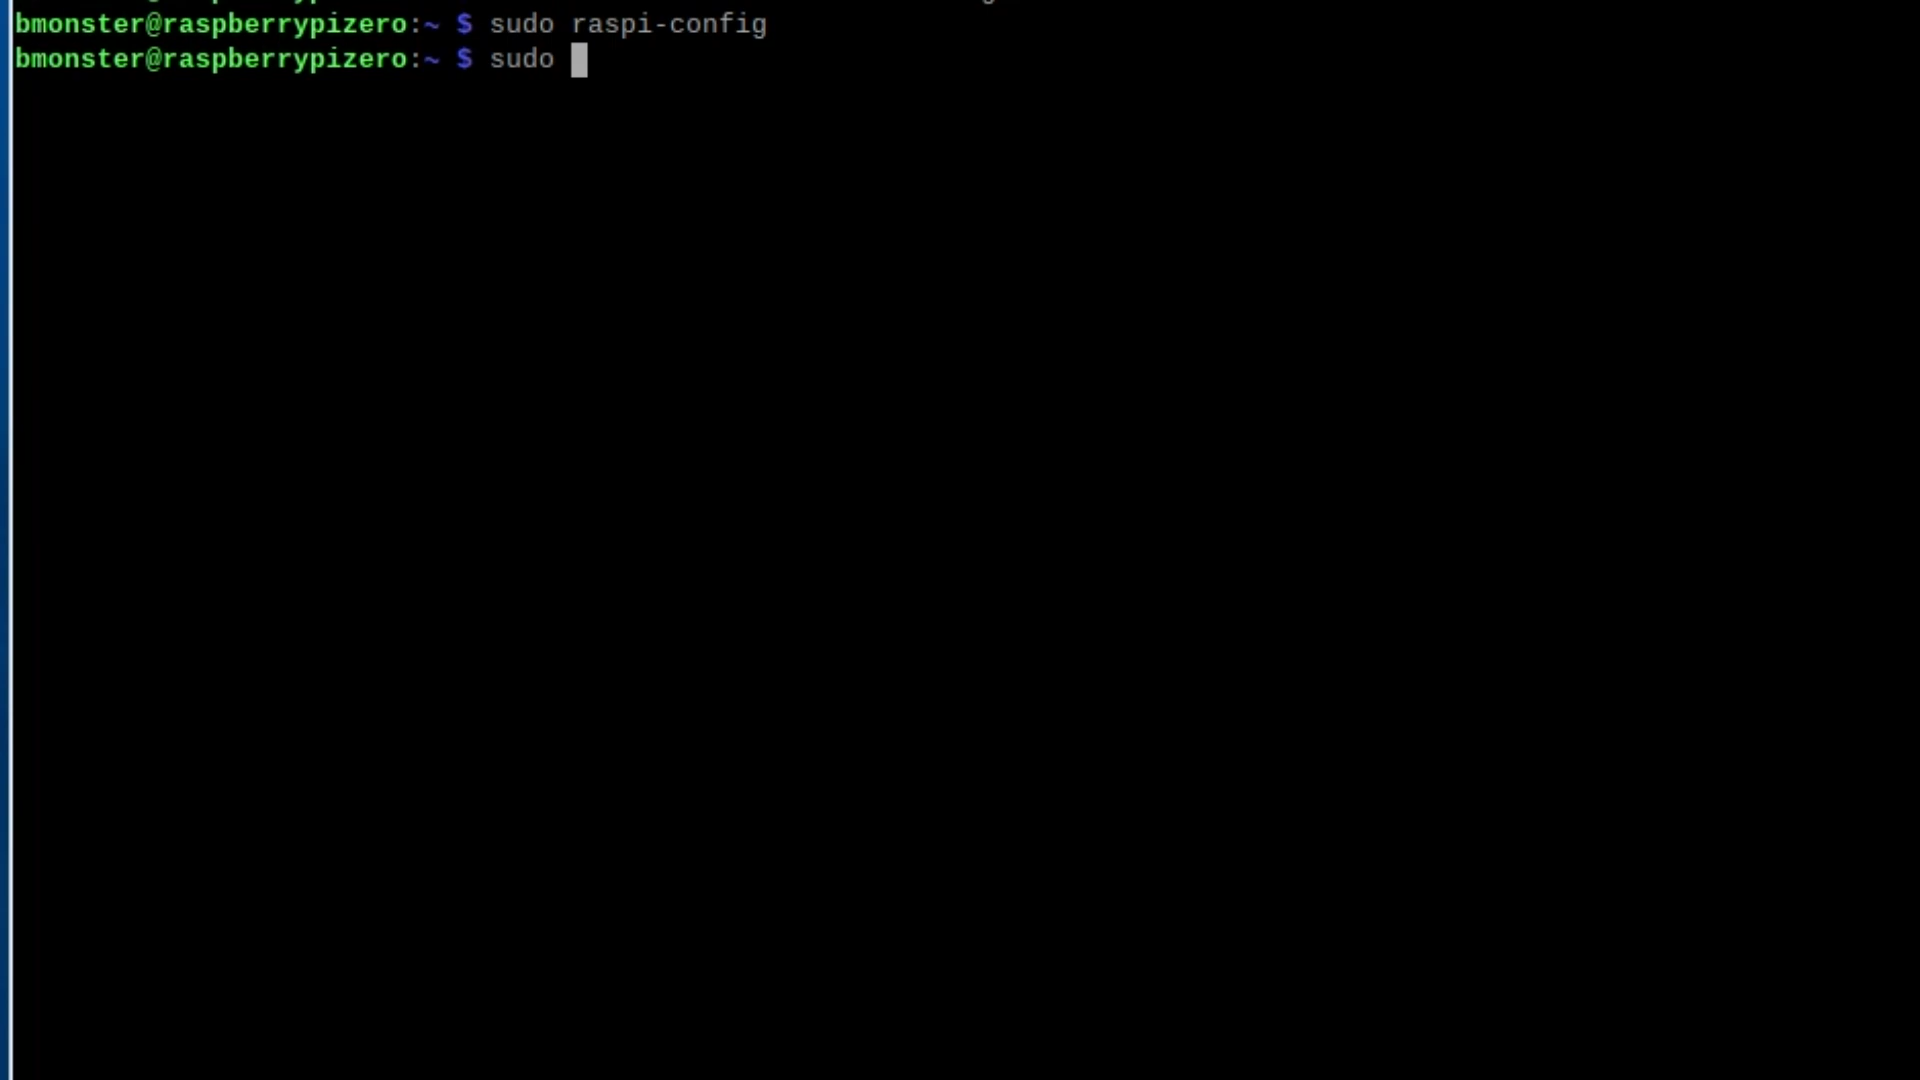 bmonster@raspberrypizero:~ $ sudo raspi-config
bmonster@raspberrypizero:~ $ sudo